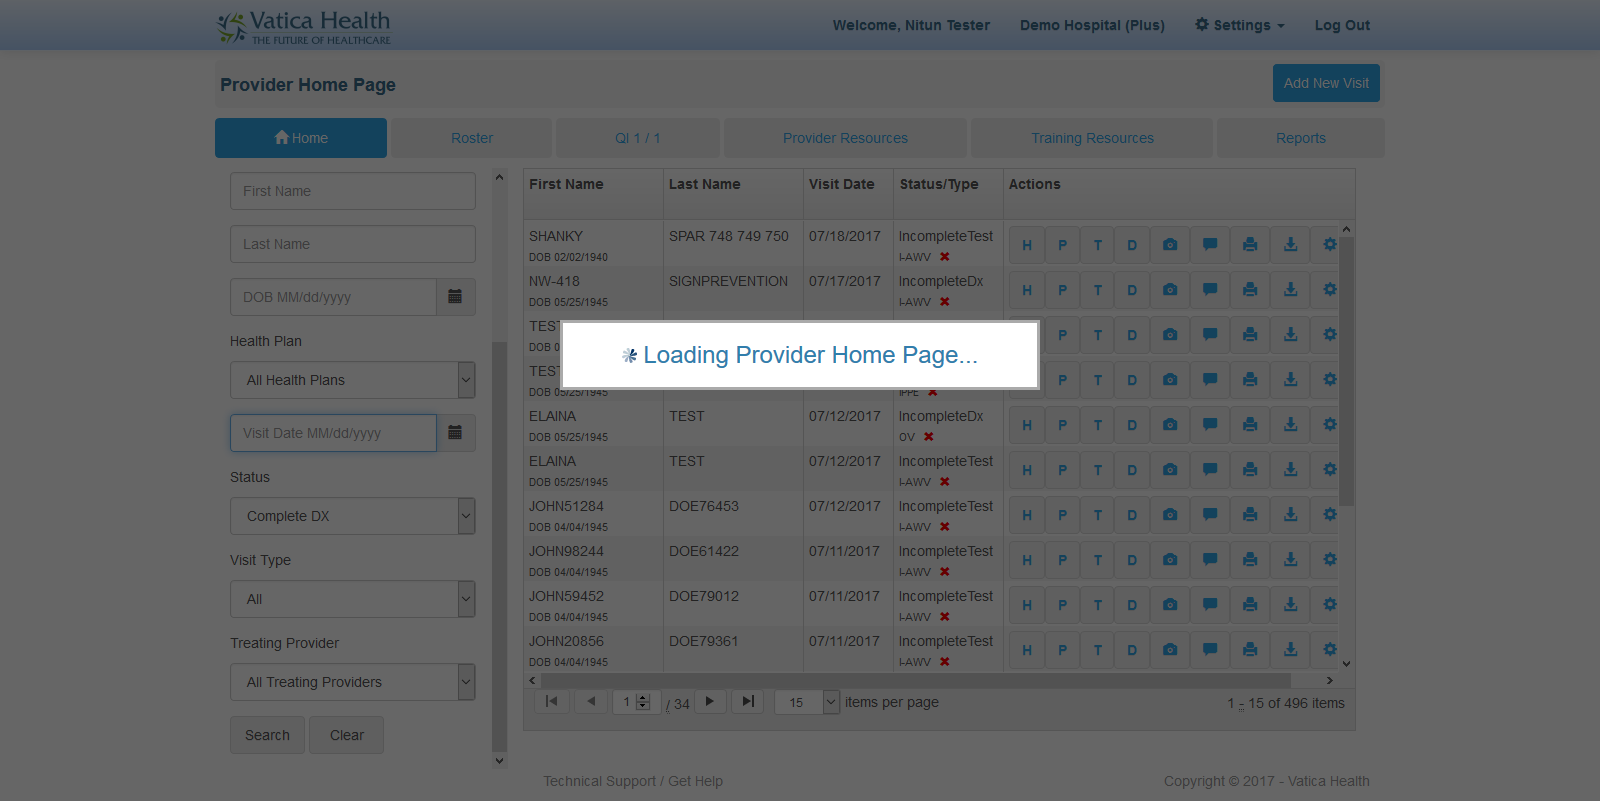 Vatica Health
THE FUTURE OF HEALTHCARE
Welcome, Nitun Tester
Demo Hospital (Plus)
Settings
Log Out
Provider Home Page
Add New Visit
Home
Roster
QI 1 / 1
Provider Resources
Training Resources
Reports
First Name
Last Name
DOB MM/dd/yyyy
Health Plan
All Health Plans
Visit Date MM/dd/yyyy
Status
Complete DX
Visit Type
All
Treating Provider
All Treating Providers
Search Clear
First Name Last Name Visit Date Status/Type Actions
SHANKY SPAR 748 749 750 07/18/2017 IncompleteTest H P T D
DOB 02/02/1940 I-AWV
NW-418 SIGNPREVENTION 07/17/2017 IncompleteDx H P T D
DOB 05/25/1945 I-AWV
TEST P T D
DOB 0
Loading Provider Home Page...
TEST P T D
DOB 05/25/1945 IPPE
ELAINA TEST 07/12/2017 IncompleteDx H P T D
DOB 05/25/1945 OV
ELAINA TEST 07/12/2017 IncompleteTest H P T D
DOB 05/25/1945 I-AWV
JOHN51284 DOE76453 07/12/2017 IncompleteTest H P T D
DOB 04/04/1945 I-AWV
JOHN98244 DOE61422 07/11/2017 IncompleteTest H P T D
DOB 04/04/1945 I-AWV
JOHN59452 DOE79012 07/11/2017 IncompleteTest H P T D
DOB 04/04/1945 I-AWV
JOHN20856 DOE79361 07/11/2017 IncompleteTest H P T D
DOB 04/04/1945 I-AWV
1 / 34 15 items per page 1 - 15 of 496 items
Technical Support / Get Help
Copyright © 2017 - Vatica Health